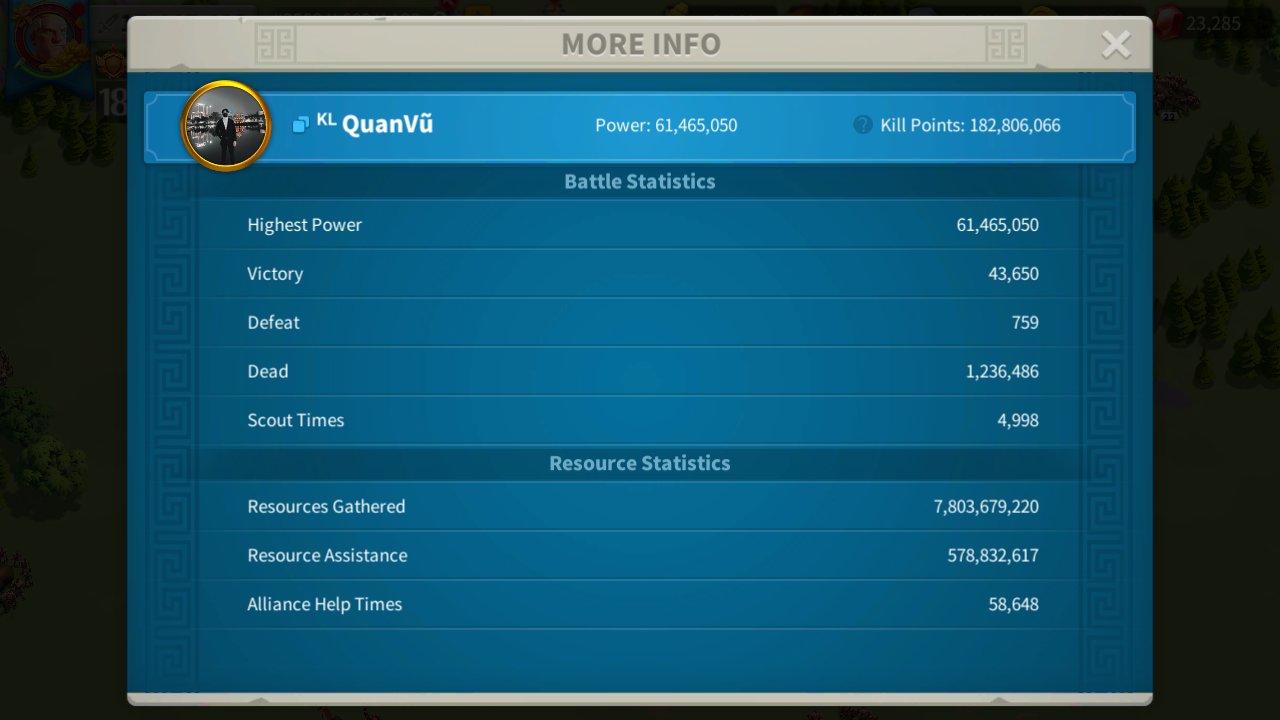 MORE INFO
23,285
18
ᴷᴸ QuanVũ Power: 61,465,050 Kill Points: 182,806,066
Battle Statistics
Highest Power 61,465,050
Victory 43,650
Defeat 759
Dead 1,236,486
Scout Times 4,998
Resource Statistics
Resources Gathered 7,803,679,220
Resource Assistance 578,832,617
Alliance Help Times 58,648
22